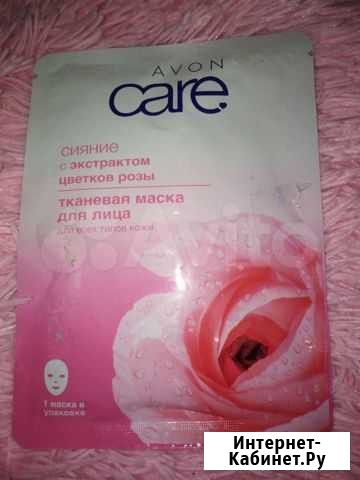 AVON
care.
СИЯНИЕ
с экстрактом
цветков розы
тканевая маска
для лица
для всех типов кожи
Avito
1 маска в
упаковке
Интернет-
Кабинет.Ру